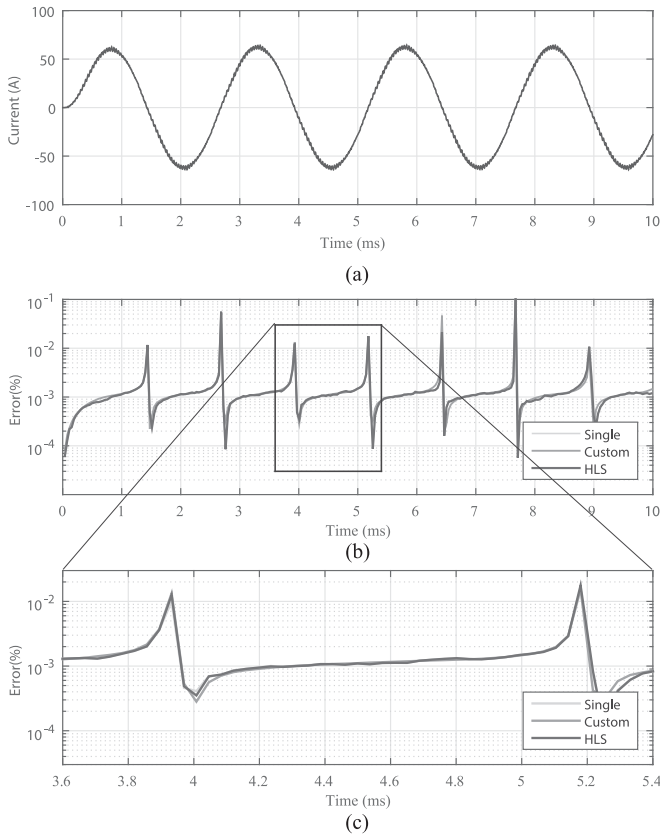 100
50
0
-50
-100
Current (A)
0 1 2 3 4 5 6 7 8 9 10
Time (ms)
(a)
10-1
10-2
10-3
10-4
Error(%)
Single
Custom
HLS
0 1 2 3 4 5 6 7 8 9 10
Time (ms)
(b)
10-2
10-3
10-4
Error(%)
Single
Custom
HLS
3.6 3.8 4 4.2 4.4 4.6 4.8 5 5.2 5.4
Time (ms)
(c)